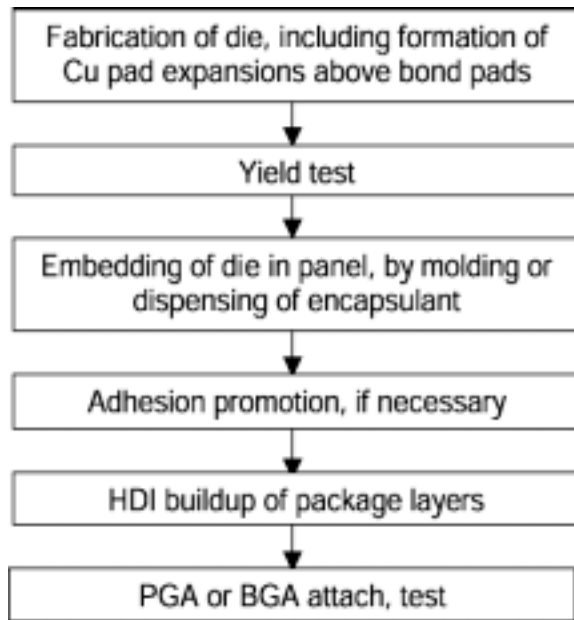 Fabrication of die, including formation of
Cu pad expansions above bond pads
Yield test
Embedding of die in panel, by molding or
dispensing of encapsulant
Adhesion promotion, if necessary
HDI buildup of package layers
PGA or BGA attach, test